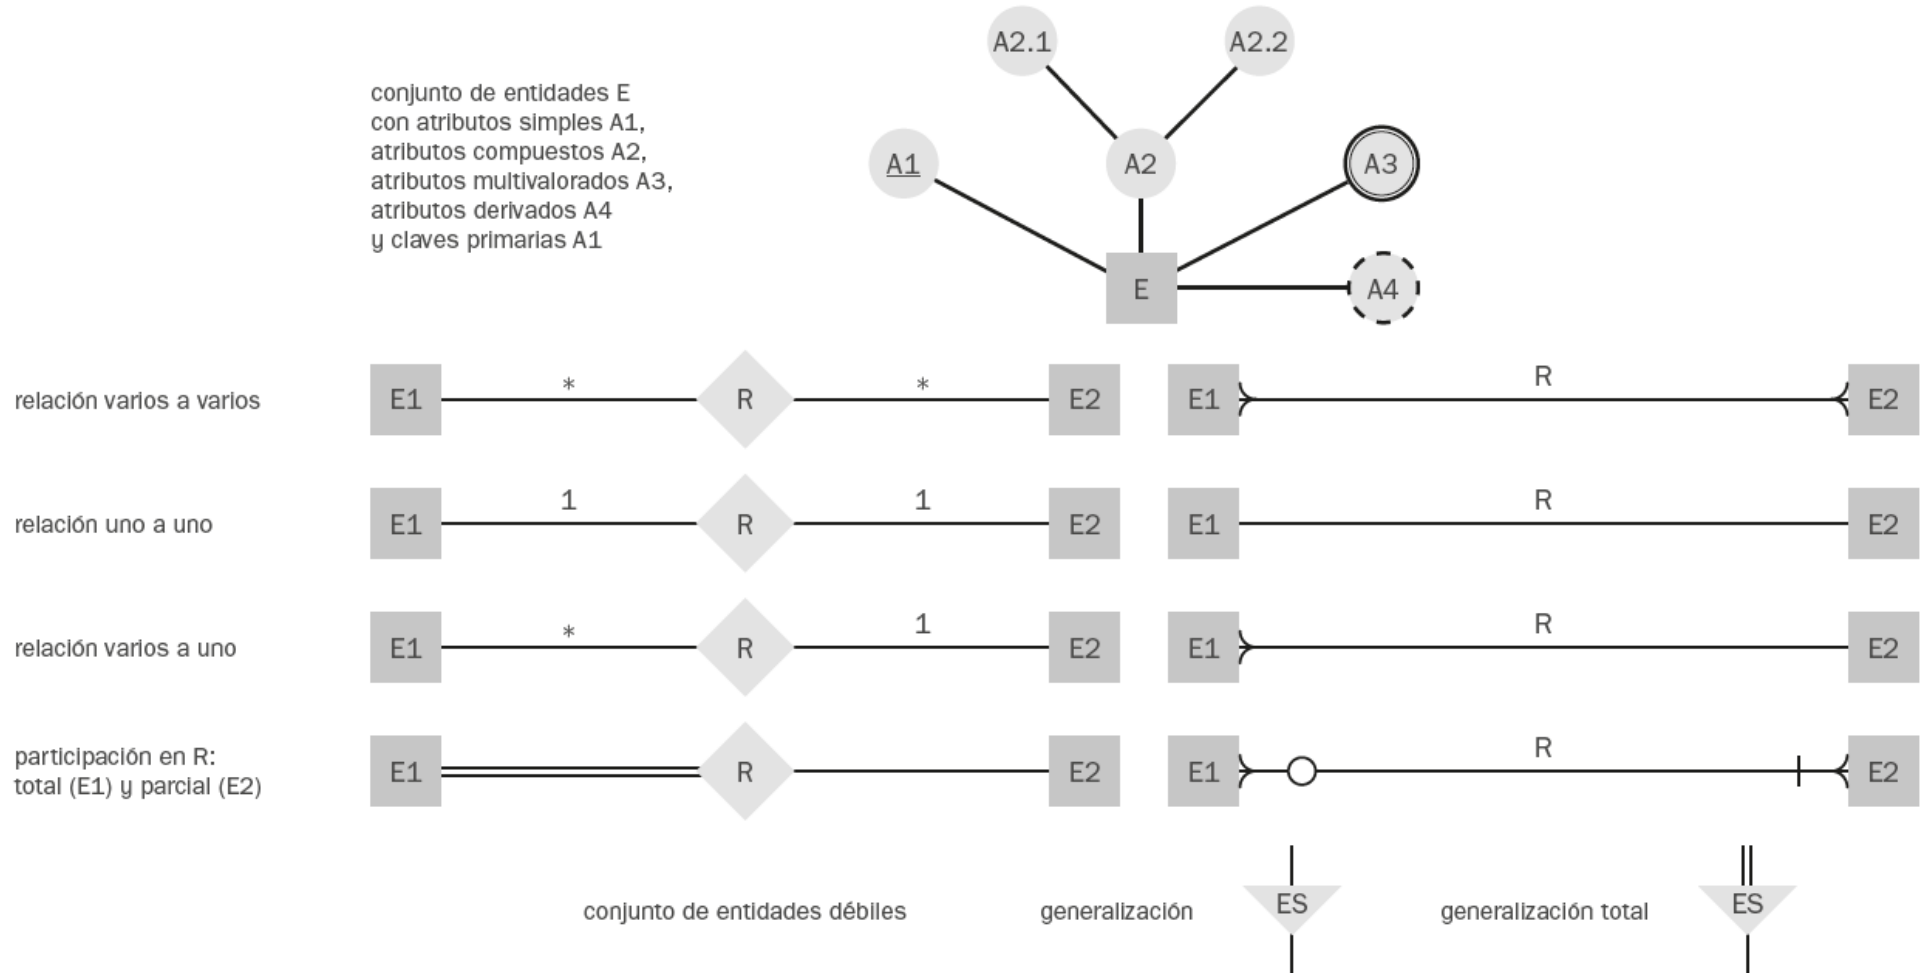 A2.1
A2.2
conjunto de entidades E
con atributos simples A1,
atributos compuestos A2,
atributos multivalorados A3,
atributos derivados A4
y claves primarias A1
A1
A2
A3
E
A4
relación varios a varios
E1
*
R
*
E2
E1
R
E2
relación uno a uno
E1
1
R
1
E2
E1
R
E2
relación varios a uno
E1
*
R
1
E2
E1
R
E2
participación en R:
total (E1) y parcial (E2)
E1
R
E2
E1
R
E2
conjunto de entidades débiles
generalización
ES
generalización total
ES